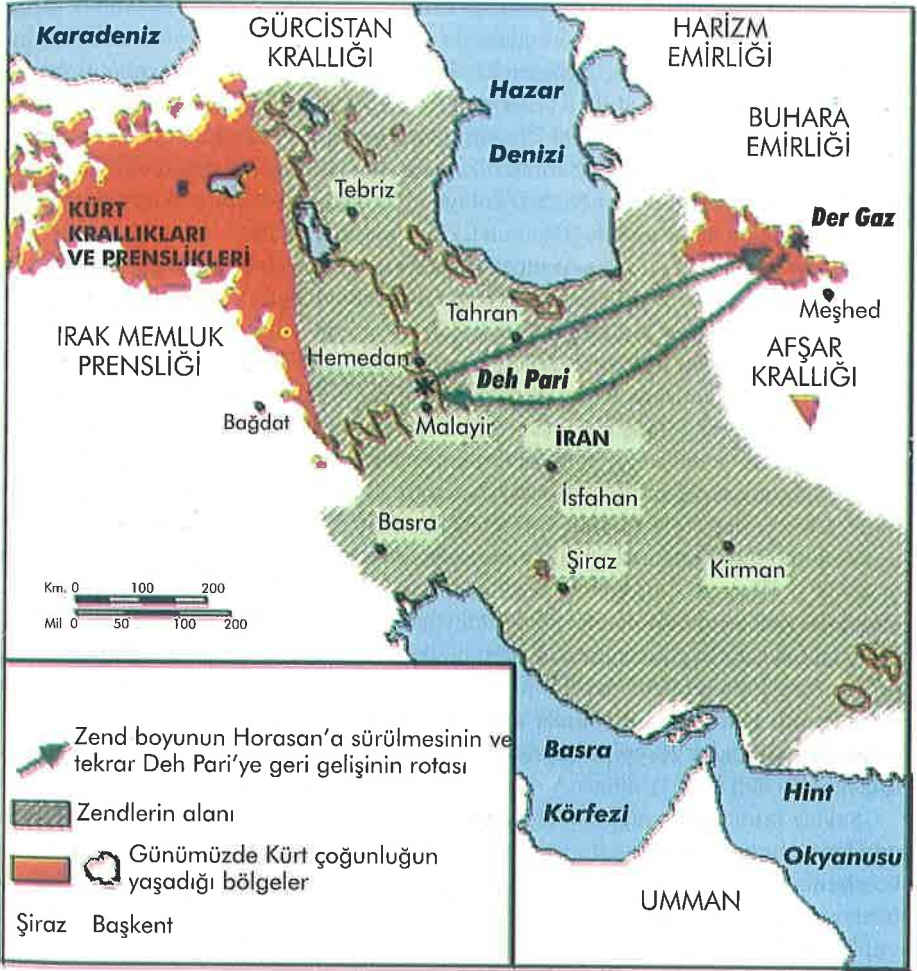 Karadeniz
GÜRCİSTAN
KRALLIĞI
HARİZM
EMİRLİĞİ
Hazar
Denizi
BUHARA
EMİRLİĞİ
Tebriz
KÜRT
KRALLIKLARI
VE PRENSLİKLERİ
Der Gaz
Meşhed
Tahran
IRAK MEMLUK
PRENSLİĞİ
Hemedan
AFŞAR
KRALLIĞI
Deh Pari
Bağdat
Malayir
İRAN
İsfahan
Basra
Şiraz
Kirman
Km. 0 100 200
Mil 0 50 100 200
Basra
Körfezi
Hint
Okyanusu
UMMAN
Zend boyunun Horasan'a sürülmesinin ve
tekrar Deh Pari'ye geri gelişinin rotası
Zendlerin alanı
Günümüzde Kürt çoğunluğun
yaşadığı bölgeler
Şiraz Başkent